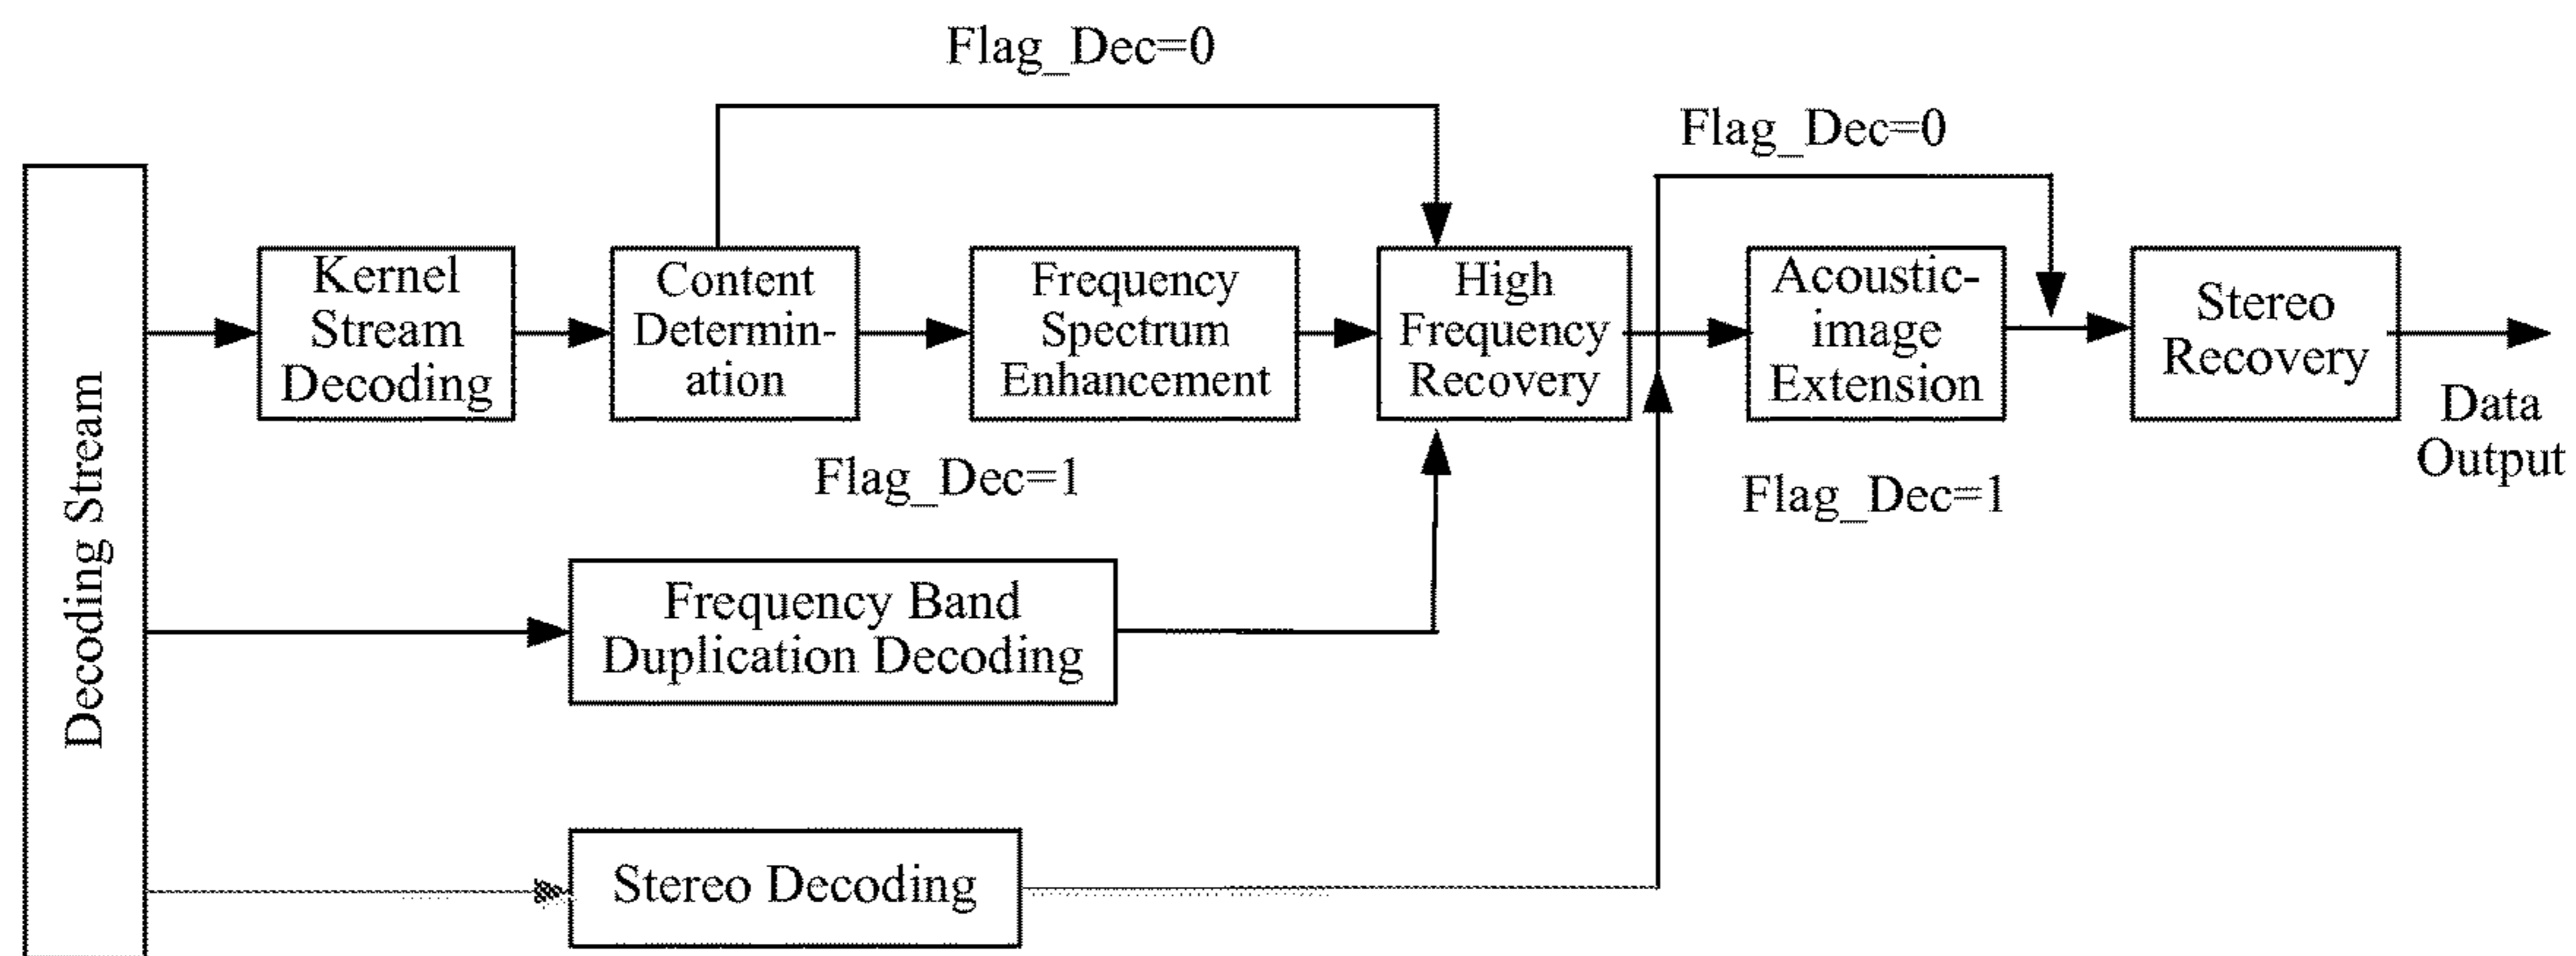 Flag_Dec=0
Flag_Dec=0
Decoding Stream
Kernel
Stream
Decoding
Content
Determin-
ation
Frequency
Spectrum
Enhancement
High
Frequency
Recovery
Acoustic-
image
Extension
Stereo
Recovery
Data
Output
Flag_Dec=1
Flag_Dec=1
Frequency Band
Duplication Decoding
Stereo Decoding